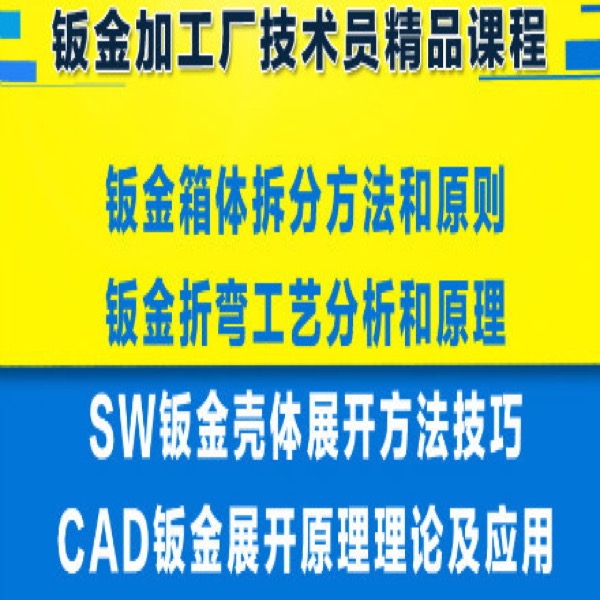 钣金加工厂技术员精品课程
钣金箱体拆分方法和原则
钣金折弯工艺分析和原理
SW钣金壳体展开方法技巧
CAD钣金展开原理理论及应用